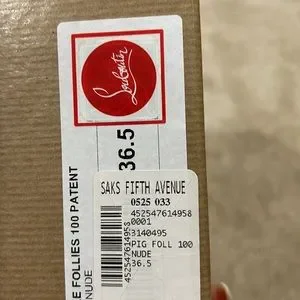 Louboutin
36.5
E FOLLIES 100 PATENT
NUDE
SAKS FIFTH AVENUE
0525 033
4525476149580001
3140495
PIG FOLL 100
NUDE
36.5
452547614958